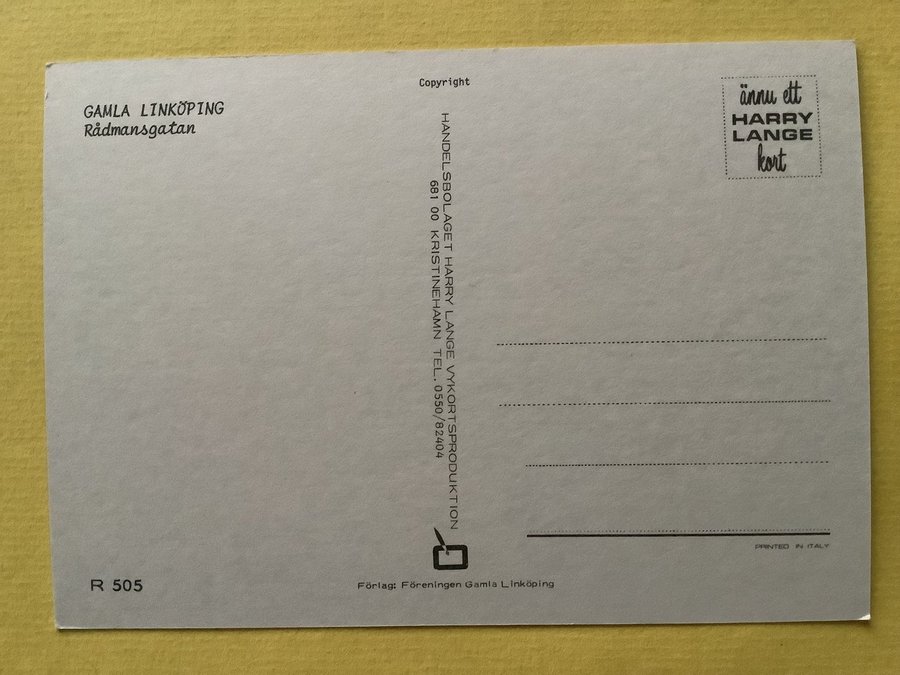 GAMLA LINKÖPING
Rådmansgatan
Copyright
HANDELSBOLAGET HARRY LANGE VYKORTSPRODUKTION
681 00 KRISTINEHAMN TEL. 0550/82404
ännu ett
HARRY
LANGE
kort
PRINTED IN ITALY
R 505
Förlag: Föreningen Gamla Linköping